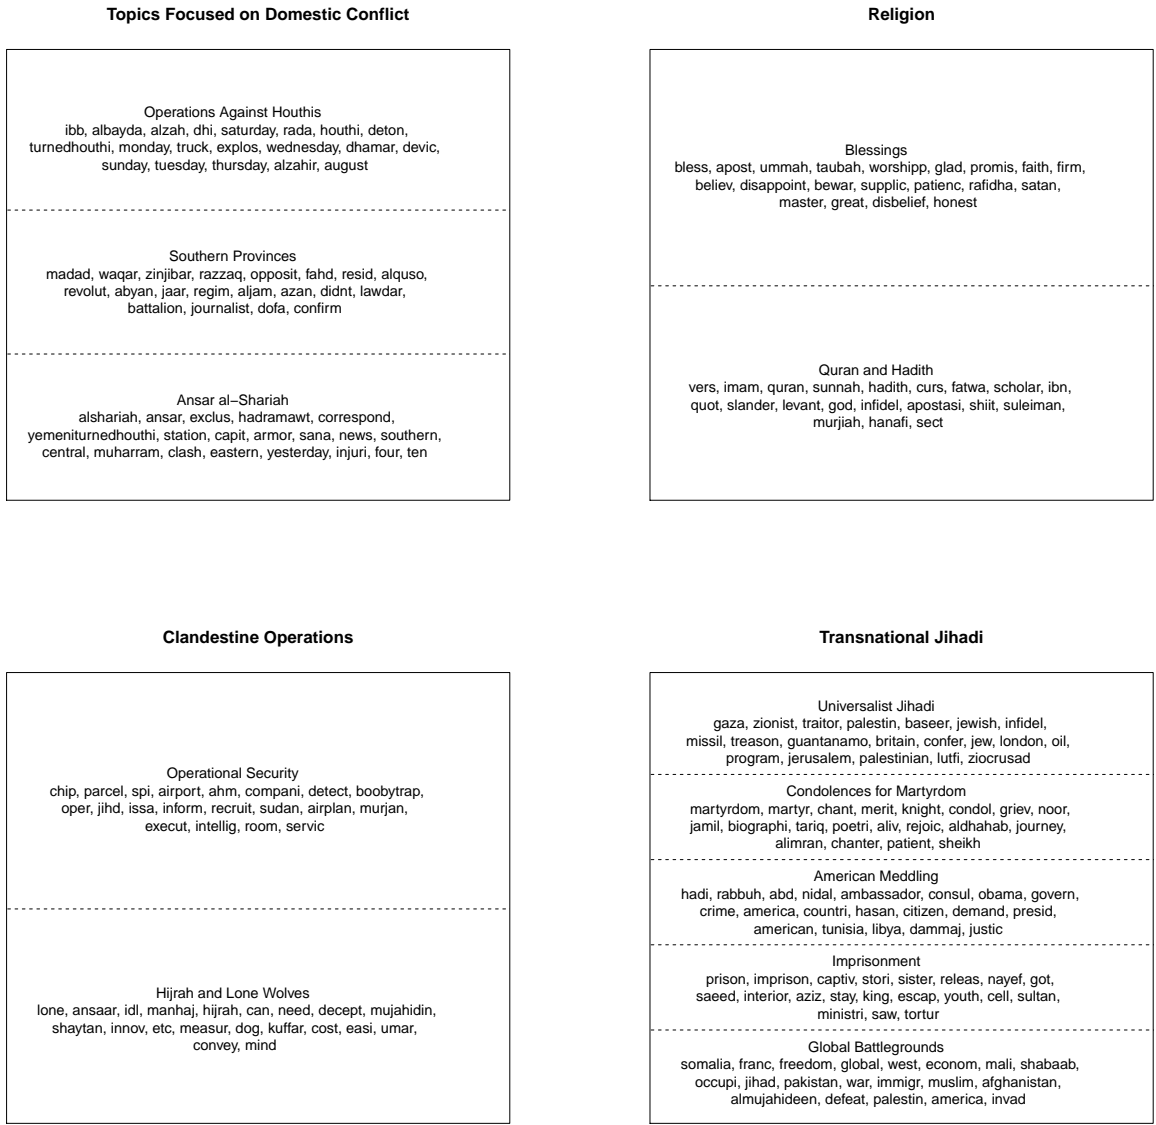 Topics Focused on Domestic Conflict
Operations Against Houthis
ibb, albayda, alzah, dhi, saturday, rada, houthi, deton,
turnedhouthi, monday, truck, explos, wednesday, dhamar, devic,
sunday, tuesday, thursday, alzahir, august
Southern Provinces
madad, waqar, zinjibar, razzaq, opposit, fahd, resid, alquso,
revolut, abyan, jaar, regim, aljam, azan, didnt, lawdar,
battalion, journalist, dofa, confirm
Ansar al−Shariah
alshariah, ansar, exclus, hadramawt, correspond,
yemeniturnedhouthi, station, capit, armor, sana, news, southern,
central, muharram, clash, eastern, yesterday, injuri, four, ten
Religion
Blessings
bless, apost, ummah, taubah, worshipp, glad, promis, faith, firm,
believ, disappoint, bewar, supplic, patienc, rafidha, satan,
master, great, disbelief, honest
Quran and Hadith
vers, imam, quran, sunnah, hadith, curs, fatwa, scholar, ibn,
quot, slander, levant, god, infidel, apostasi, shiit, suleiman,
murjiah, hanafi, sect
Clandestine Operations
Operational Security
chip, parcel, spi, airport, ahm, compani, detect, boobytrap,
oper, jihd, issa, inform, recruit, sudan, airplan, murjan,
execut, intellig, room, servic
Hijrah and Lone Wolves
lone, ansaar, idl, manhaj, hijrah, can, need, decept, mujahidin,
shaytan, innov, etc, measur, dog, kuffar, cost, easi, umar,
convey, mind
Transnational Jihadi
Universalist Jihadi
gaza, zionist, traitor, palestin, baseer, jewish, infidel,
missil, treason, guantanamo, britain, confer, jew, london, oil,
program, jerusalem, palestinian, lutfi, ziocrusad
Condolences for Martyrdom
martyrdom, martyr, chant, merit, knight, condol, griev, noor,
jamil, biographi, tariq, poetri, aliv, rejoic, aldhahab, journey,
alimran, chanter, patient, sheikh
American Meddling
hadi, rabbuh, abd, nidal, ambassador, consul, obama, govern,
crime, america, countri, hasan, citizen, demand, presid,
american, tunisia, libya, dammaj, justic
Imprisonment
prison, imprison, captiv, stori, sister, releas, nayef, got,
saeed, interior, aziz, stay, king, escap, youth, cell, sultan,
ministri, saw, tortur
Global Battlegrounds
somalia, franc, freedom, global, west, econom, mali, shabaab,
occupi, jihad, pakistan, war, immigr, muslim, afghanistan,
almujahideen, defeat, palestin, america, invad